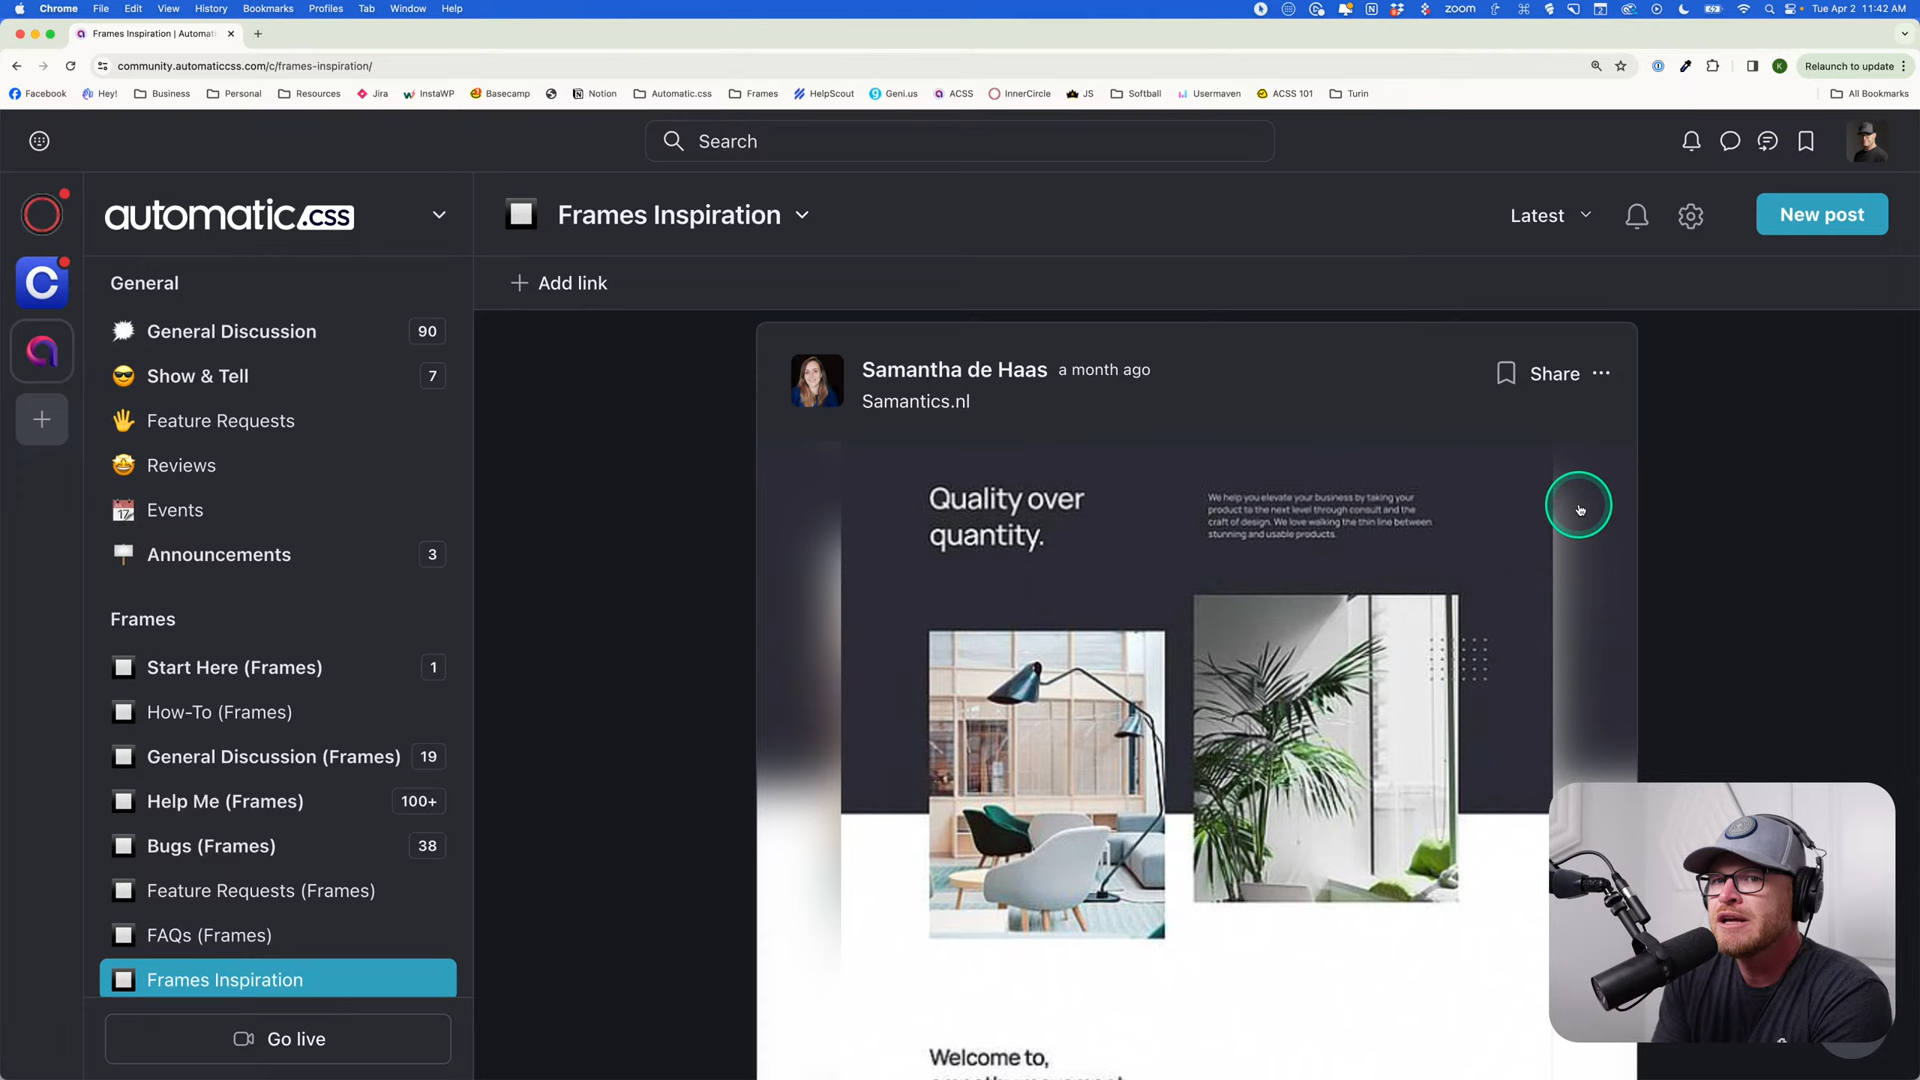 Chrome File Edit View History Bookmarks Profiles Tab Window Help
zoom
Tue Apr 2 11:42 AM
Frames Inspiration | Automat
community.automaticcss.com/c/frames-inspiration/
Relaunch to update
Facebook Hey! Business Personal Resources Jira InstaWP Basecamp Notion Automatic.css Frames HelpScout Geni.us ACSS InnerCircle JS Softball Usermaven ACSS 101 Turin All Bookmarks
Search
automatic.css
Frames Inspiration
Latest
New post
Add link
General
General Discussion 90
Show & Tell 7
Feature Requests
Reviews
Events
Announcements 3
Frames
Start Here (Frames) 1
How-To (Frames)
General Discussion (Frames) 19
Help Me (Frames) 100+
Bugs (Frames) 38
Feature Requests (Frames)
FAQs (Frames)
Frames Inspiration
Go live
Samantha de Haas a month ago
Samantics.nl
Share
Quality over
quantity.
We help you elevate your business by taking your
product to the next level through consult and the
craft of design. We love walking the thin line between
stunning and usable products.
Welcome to,